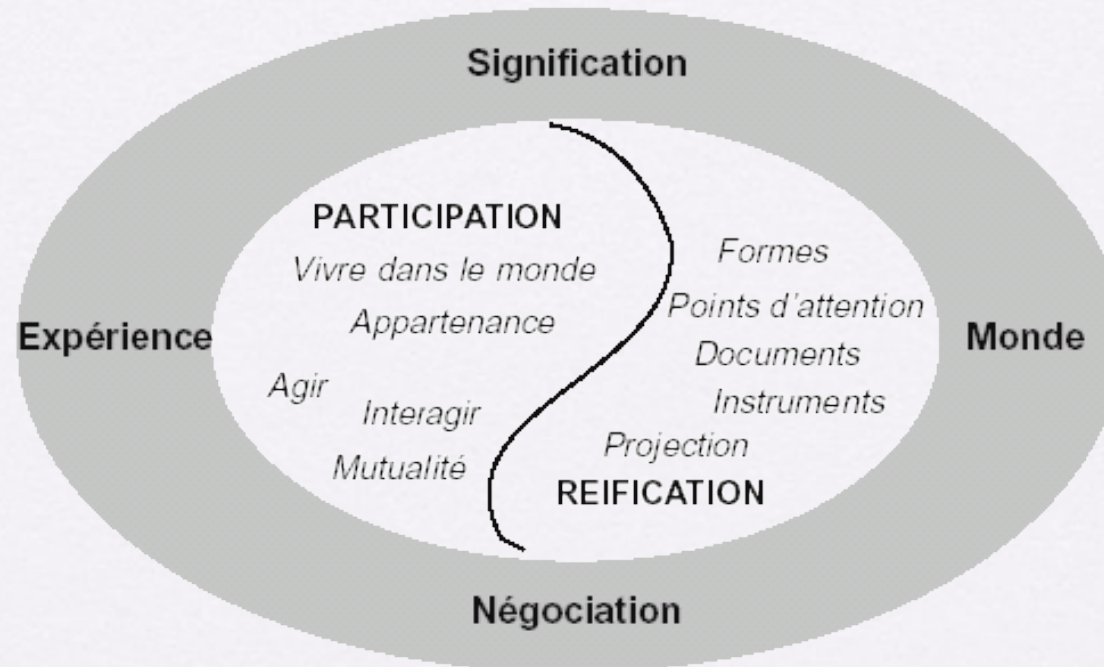 Signification
PARTICIPATION
Vivre dans le monde
Appartenance
Agir
Interagir
Mutualité
Formes
Points d'attention
Documents
Instruments
Projection
REIFICATION
Expérience
Monde
Négociation